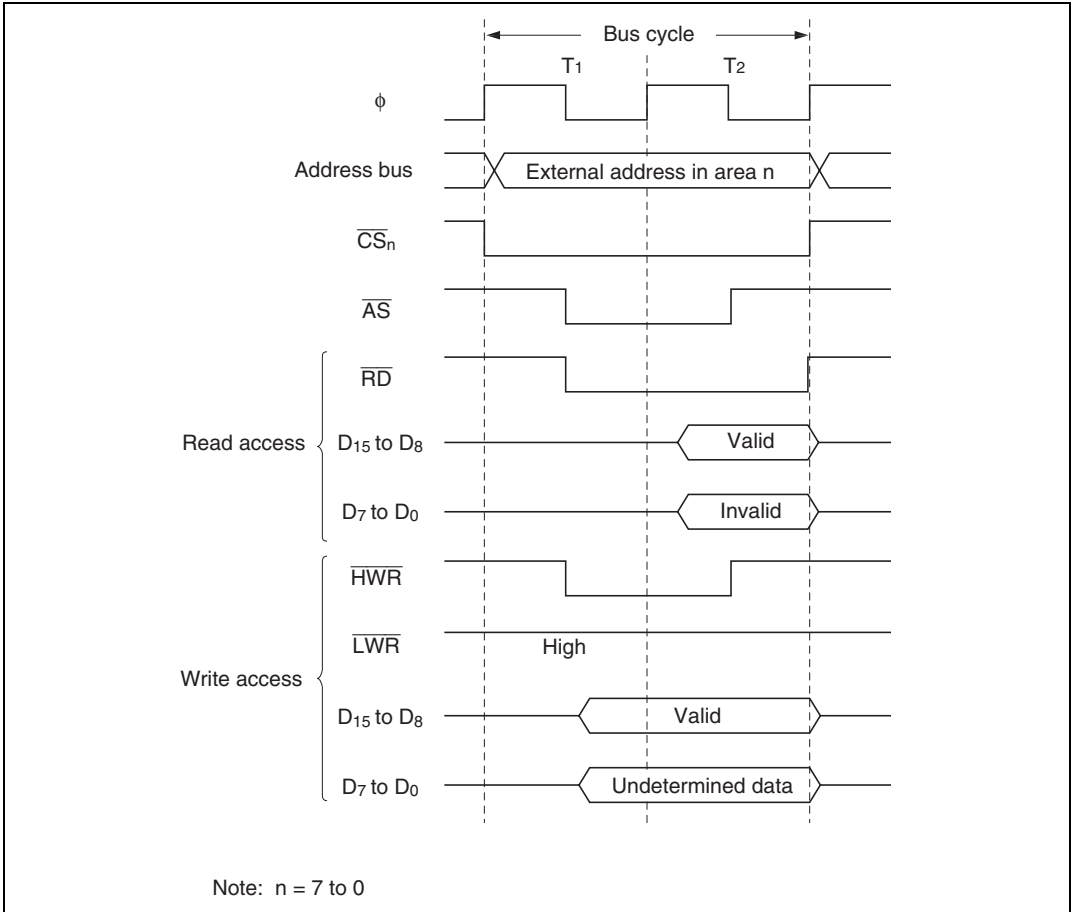 Bus cycle
T1 T2
ϕ
Address bus External address in area n
CSn
AS
RD
Read access D15 to D8 Valid
D7 to D0 Invalid
HWR
LWR High
Write access
D15 to D8 Valid
D7 to D0 Undetermined data
Note: n = 7 to 0